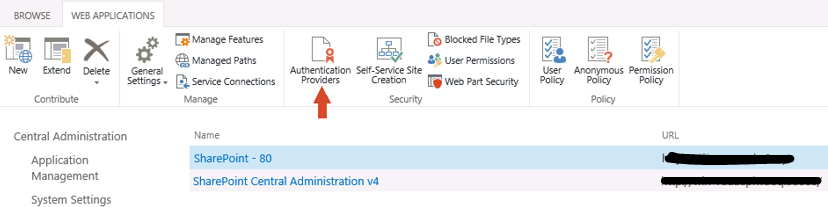 BROWSE WEB APPLICATIONS
New Extend Delete
General Settings
Manage Features
Managed Paths
Service Connections
Authentication Providers
Self-Service Site Creation
Blocked File Types
User Permissions
Web Part Security
User Policy
Anonymous Policy
Permission Policy
Contribute Manage Security Policy
Central Administration
Application Management
System Settings
Name URL
SharePoint - 80
SharePoint Central Administration v4